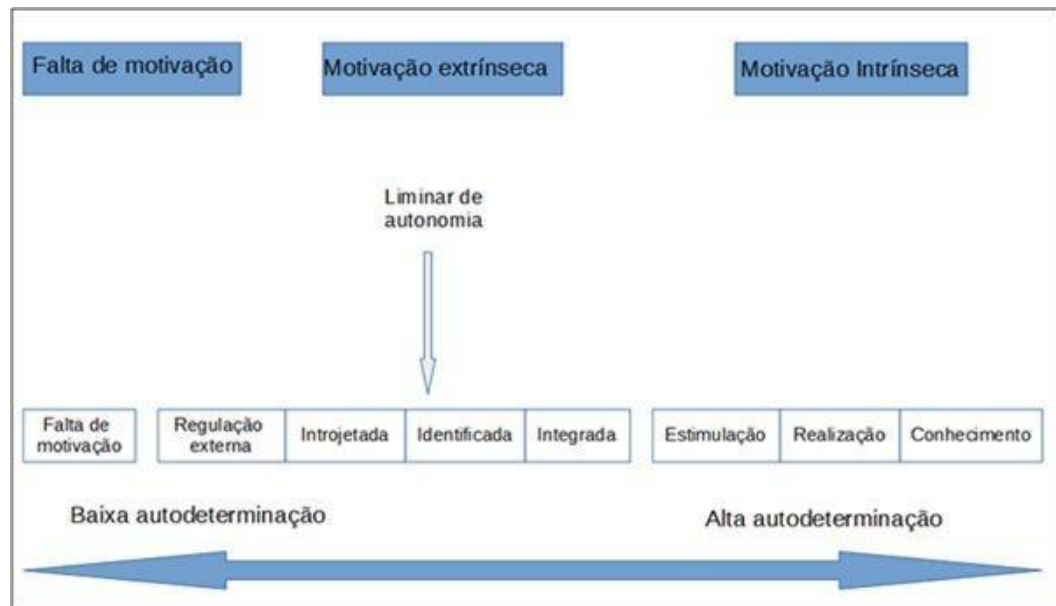 Falta de motivação
Motivação extrínseca
Motivação Intrínseca
Liminar de
autonomia
Falta de
motivação
Regulação
externa
Introjetada
Identificada
Integrada
Estimulação
Realização
Conhecimento
Baixa autodeterminação
Alta autodeterminação